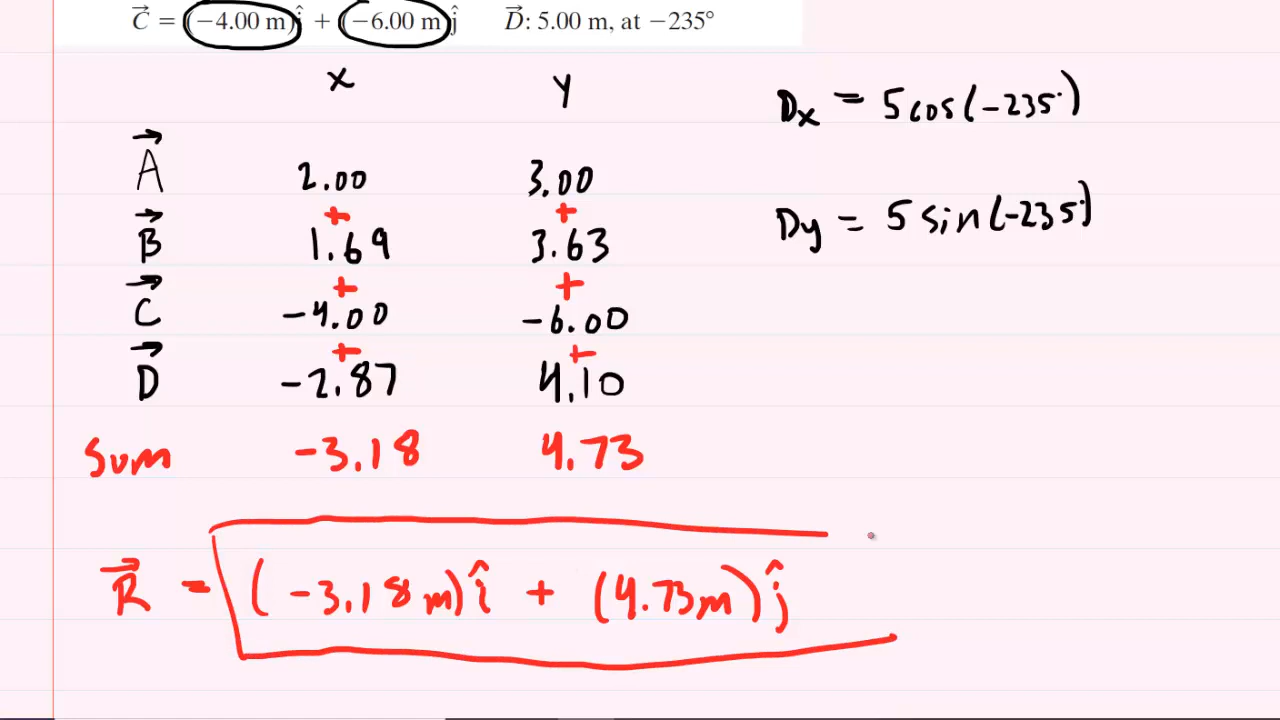 C⃗ = (−4.00 m)î + (−6.00 m)ĵ D⃗: 5.00 m, at −235°
x y
A⃗ 2.00 3.00
+ +
B⃗ 1.69 3.63
+ +
C⃗ -4.00 -6.00
+ +
D⃗ -2.87 4.10
Sum -3.18 4.73
R⃗ = (-3.18m)î + (4.73m)ĵ
Dx = 5cos(-235°)
Dy = 5 sin(-235°)